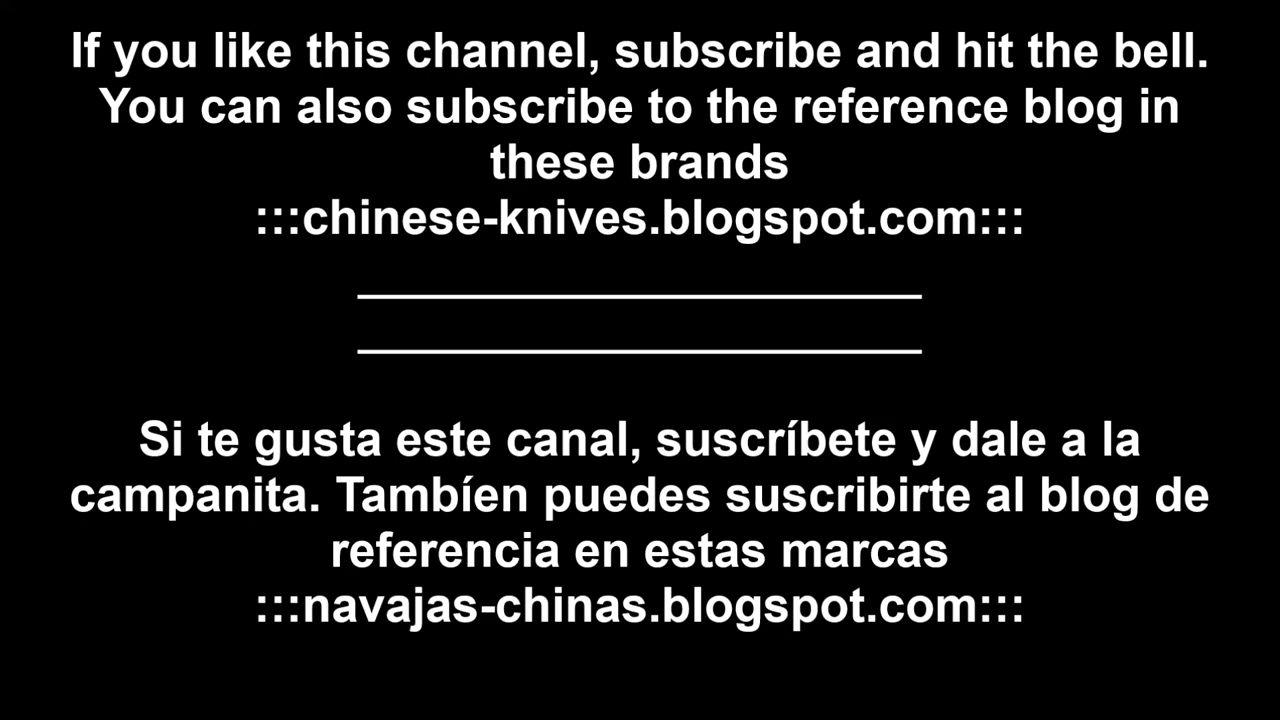 If you like this channel, subscribe and hit the bell.
You can also subscribe to the reference blog in
these brands
:::chinese-knives.blogspot.com:::
Si te gusta este canal, suscríbete y dale a la
campanita. Tambíen puedes suscribirte al blog de
referencia en estas marcas
:::navajas-chinas.blogspot.com:::